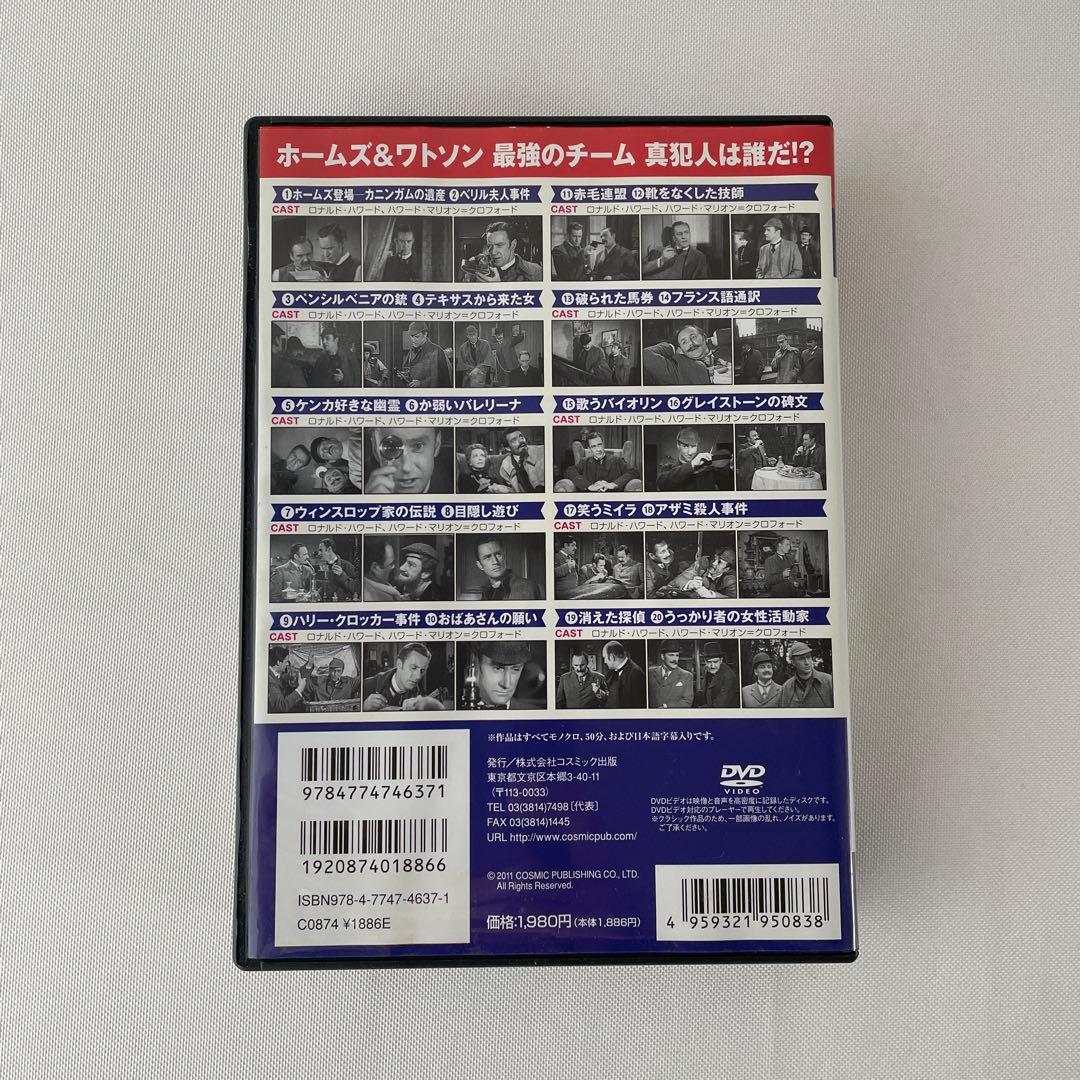 ホームズ&ワトソン 最強のチーム 真犯人は誰だ!?
①ホームズ登場―カニンガムの遺産 ②ベリル夫人事件
CAST ロナルド・ハワード、ハワード・マリオン=クロフォード
③ペンシルベニアの銃 ④テキサスから来た女
CAST ロナルド・ハワード、ハワード・マリオン=クロフォード
⑤ケンカ好きな幽霊 ⑥か弱いバレリーナ
CAST ロナルド・ハワード、ハワード・マリオン=クロフォード
⑦ウィンスロップ家の伝説 ⑧目隠し遊び
CAST ロナルド・ハワード、ハワード・マリオン=クロフォード
⑨ハリー・クロッカー事件 ⑩おばあさんの願い
CAST ロナルド・ハワード、ハワード・マリオン=クロフォード
⑪赤毛連盟 ⑫靴をなくした技師
CAST ロナルド・ハワード、ハワード・マリオン=クロフォード
⑬破られた馬券 ⑭フランス語通訳
CAST ロナルド・ハワード、ハワード・マリオン=クロフォード
⑮歌うバイオリン ⑯グレイストーンの碑文
CAST ロナルド・ハワード、ハワード・マリオン=クロフォード
⑰笑うミイラ ⑱アザミ殺人事件
CAST ロナルド・ハワード、ハワード・マリオン=クロフォード
⑲消えた探偵 ⑳うっかり者の女性活動家
CAST ロナルド・ハワード、ハワード・マリオン=クロフォード
※作品はすべてモノクロ、50分、および日本語字幕入りです。
9784774746371
1920874018866
ISBN978-4-7747-4637-1
C0874 ¥1886E
発行/株式会社コスミック出版
東京都文京区本郷3-40-11
(〒113-0033)
TEL 03(3814)7498〔代表〕
FAX 03(3814)1445
URL http://www.cosmicpub.com/
© 2011 COSMIC PUBLISHING CO., LTD.
All Rights Reserved.
価格:1,980円(本体1,886円)
DVD
VIDEO
DVDビデオは映像と音声を高密度に記録したディスクです。
DVDビデオ対応のプレーヤーで再生してください。
※クラシック作品のため、一部画像の乱れ、ノイズがあります。
ご了承ください。
4 959321 950838